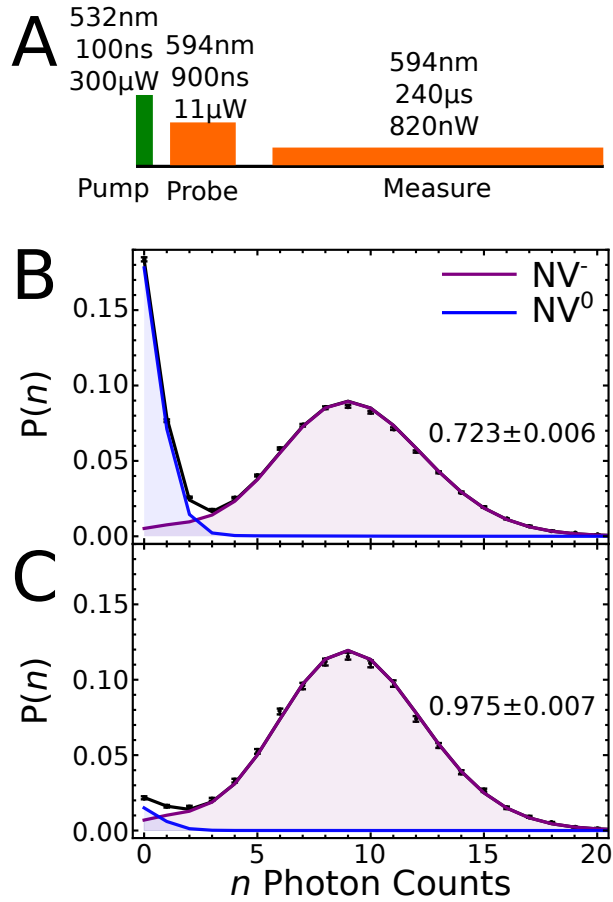 A
532nm
100ns
300µW
594nm
900ns
11µW
594nm
240µs
820nW
Pump
Probe
Measure
B
NV⁻
NV⁰
0.723±0.006
P(n)
0.15
0.10
0.05
0.00
C
0.975±0.007
P(n)
0.15
0.10
0.05
0.00
0 5 10 15 20
n Photon Counts